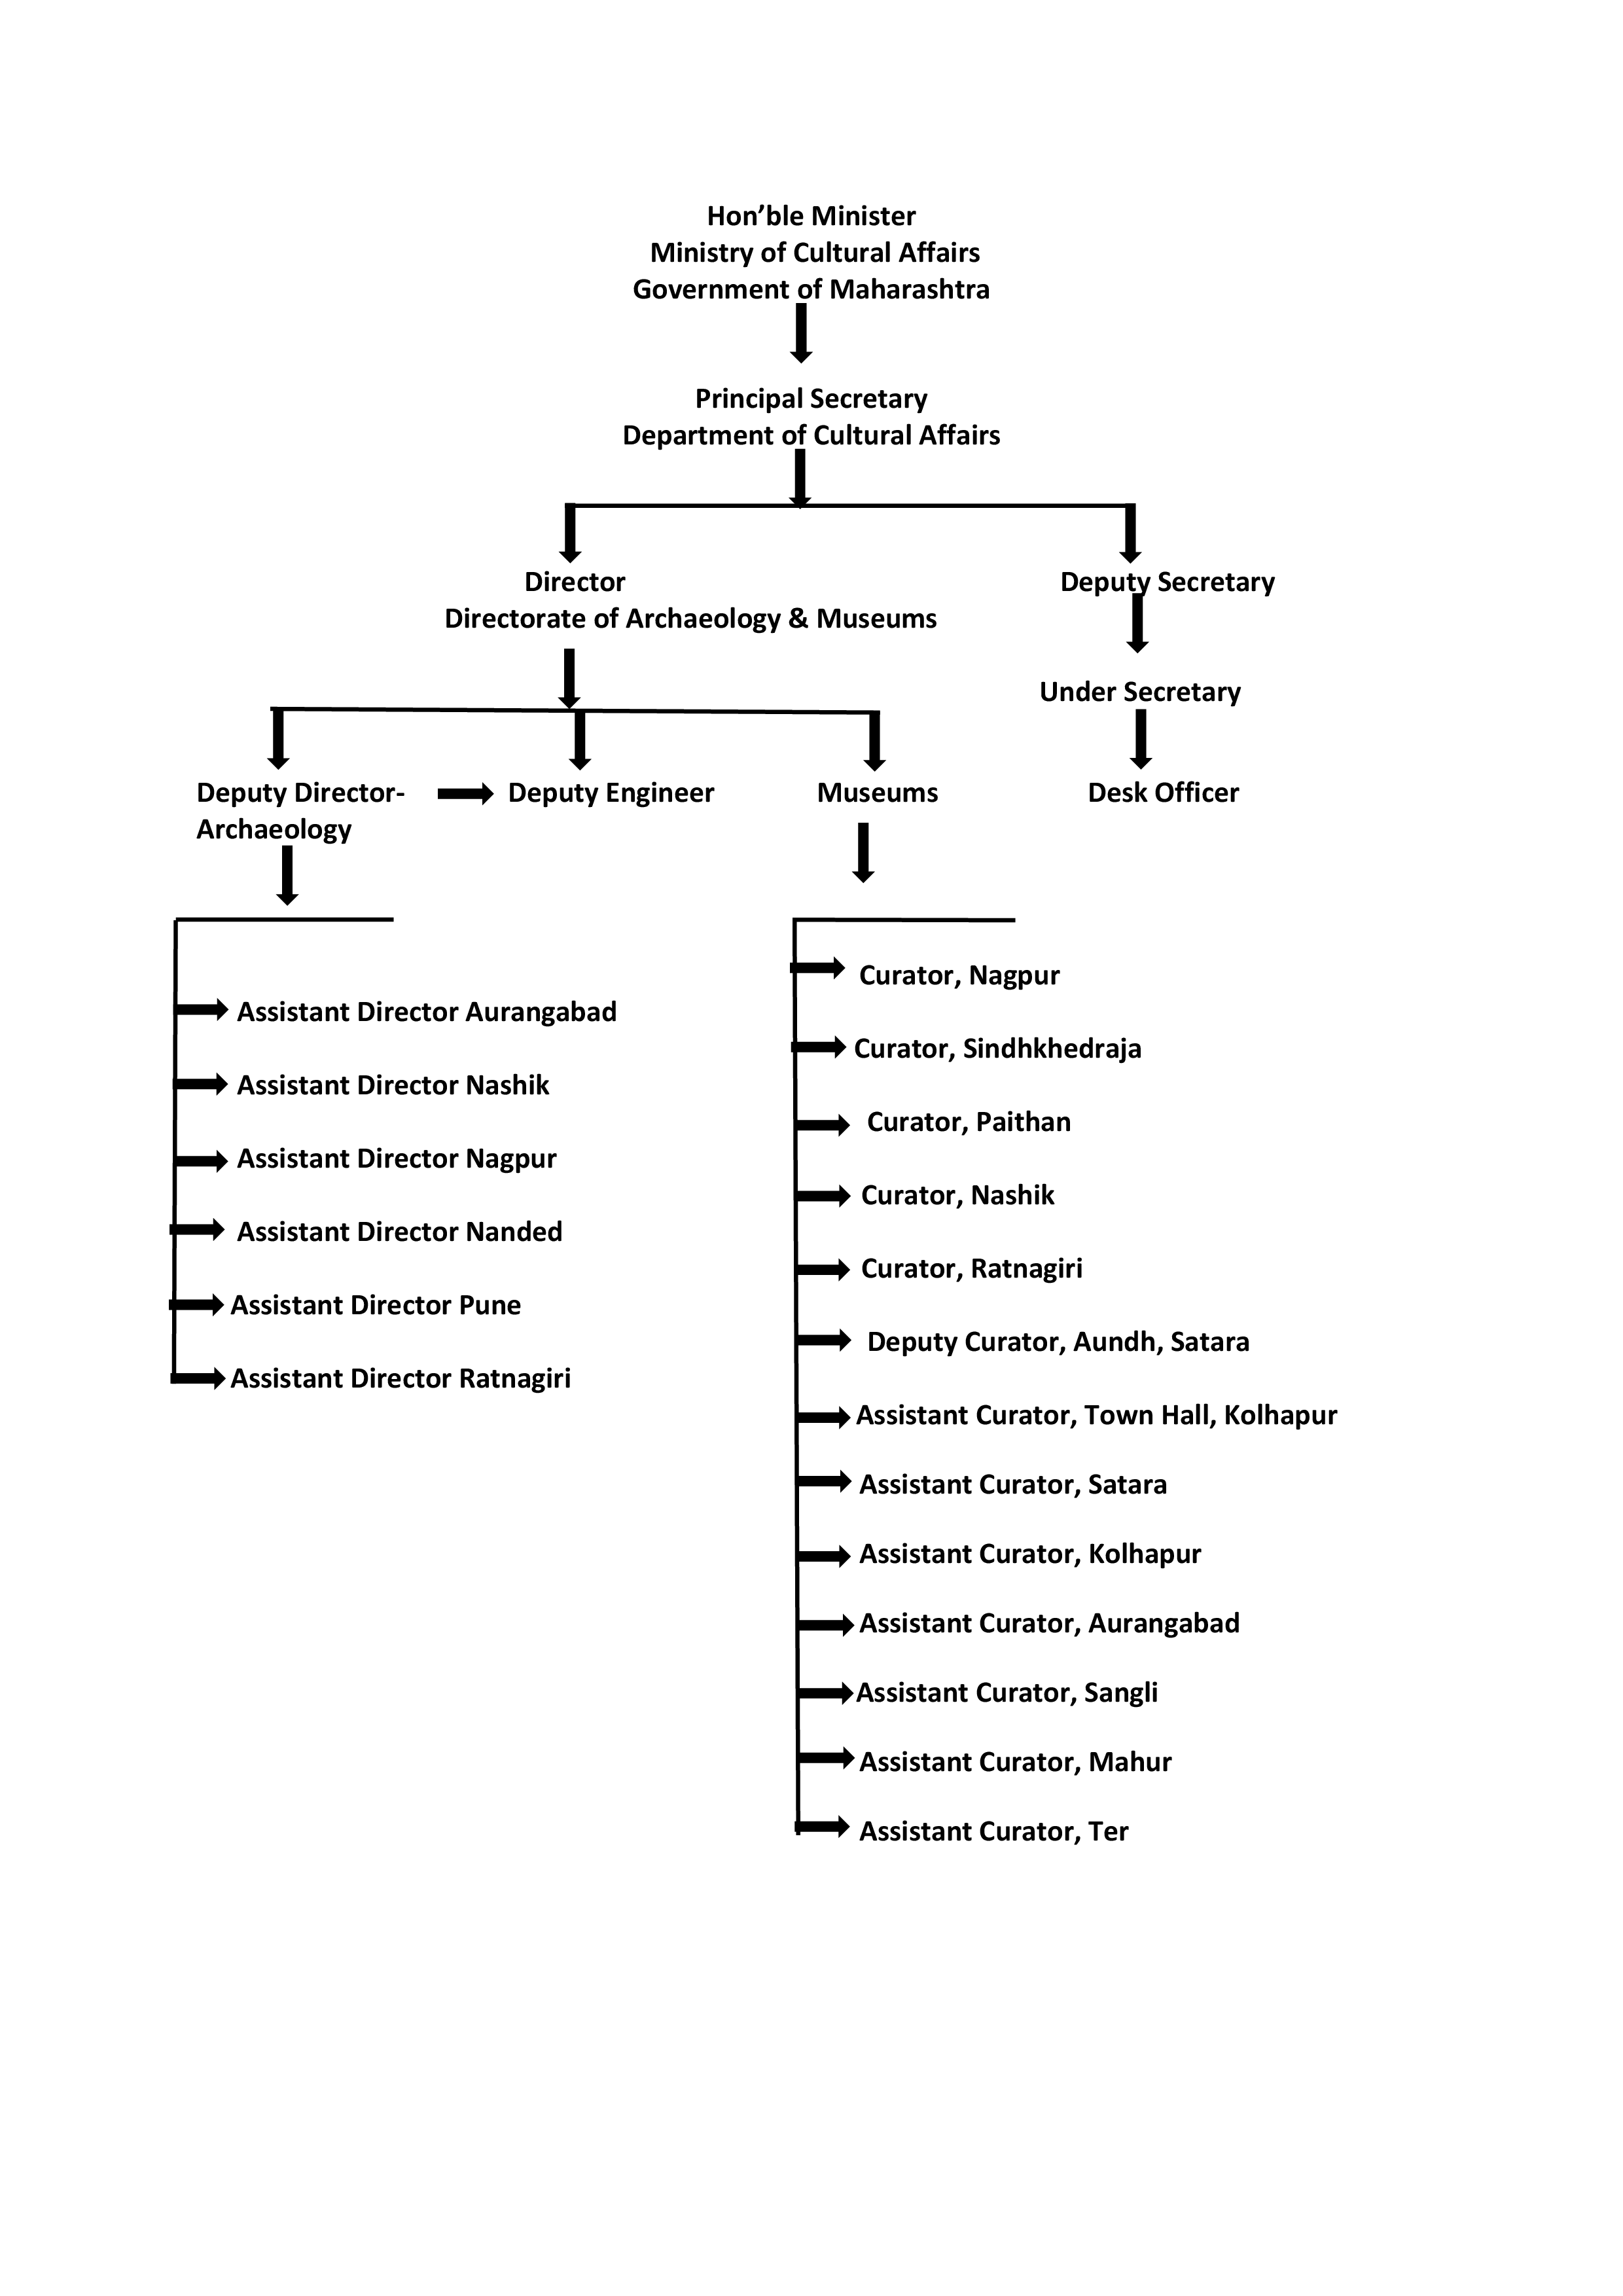 Hon’ble Minister
Ministry of Cultural Affairs
Government of Maharashtra
Principal Secretary
Department of Cultural Affairs
Director
Directorate of Archaeology & Museums
Deputy Secretary
Under Secretary
Desk Officer
Deputy Director-
Archaeology
Deputy Engineer
Museums
Assistant Director Aurangabad
Assistant Director Nashik
Assistant Director Nagpur
Assistant Director Nanded
Assistant Director Pune
Assistant Director Ratnagiri
Curator, Nagpur
Curator, Sindhkhedraja
Curator, Paithan
Curator, Nashik
Curator, Ratnagiri
Deputy Curator, Aundh, Satara
Assistant Curator, Town Hall, Kolhapur
Assistant Curator, Satara
Assistant Curator, Kolhapur
Assistant Curator, Aurangabad
Assistant Curator, Sangli
Assistant Curator, Mahur
Assistant Curator, Ter